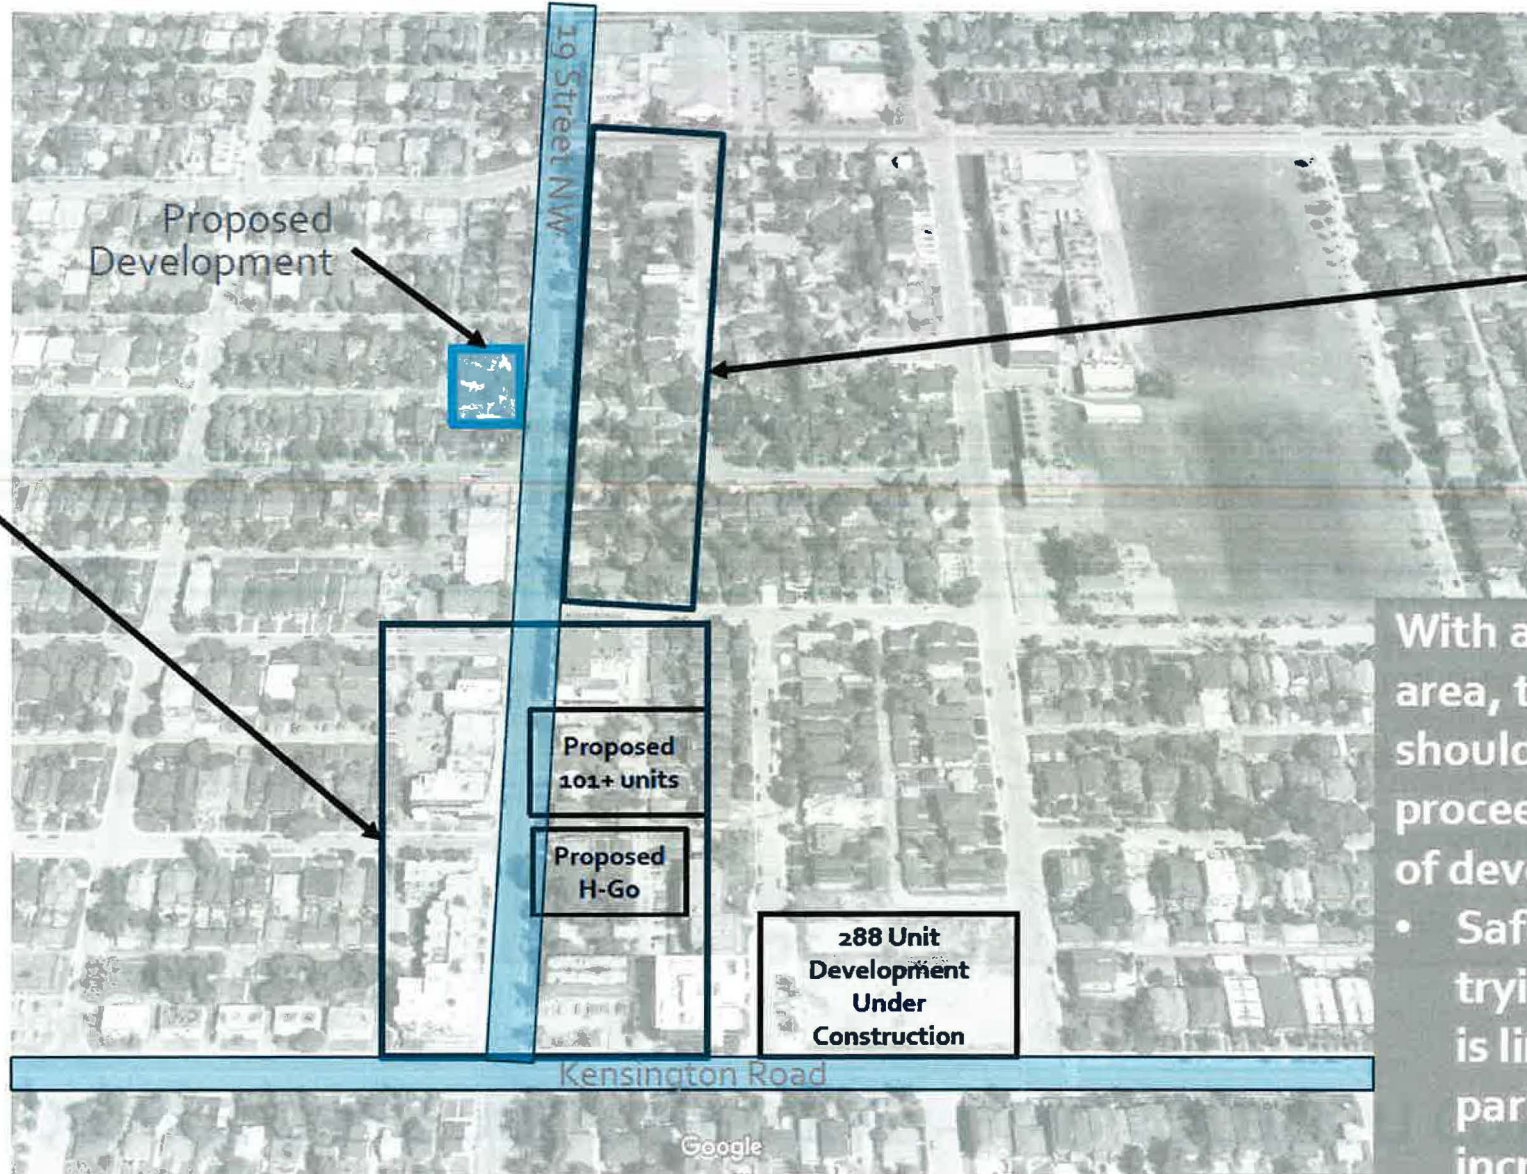 19 Street NW
Proposed
Development
Proposed
101+ units
Proposed
H-Go
288 Unit
Development
Under
Construction
Kensington Road
Google
With a
area, t
should
procee
of deve
• Saf
tryi
is li
par
incr